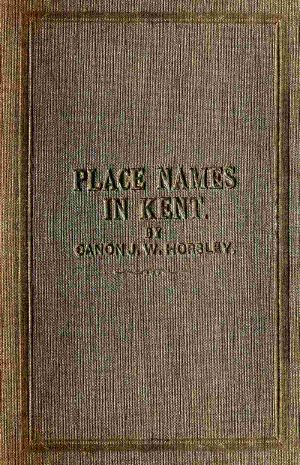 PLACE NAMES
IN KENT.
BY
CANON J. W. HORSLEY.